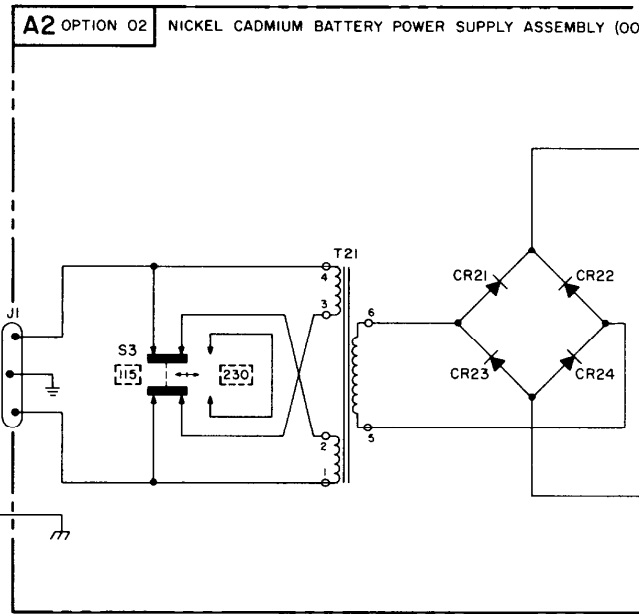 A2 OPTION 02 NICKEL CADMIUM BATTERY POWER SUPPLY ASSEMBLY (00
T21
4
CR21
CR22
3
J1
6
S3
115
230
CR23
CR24
2
5
1